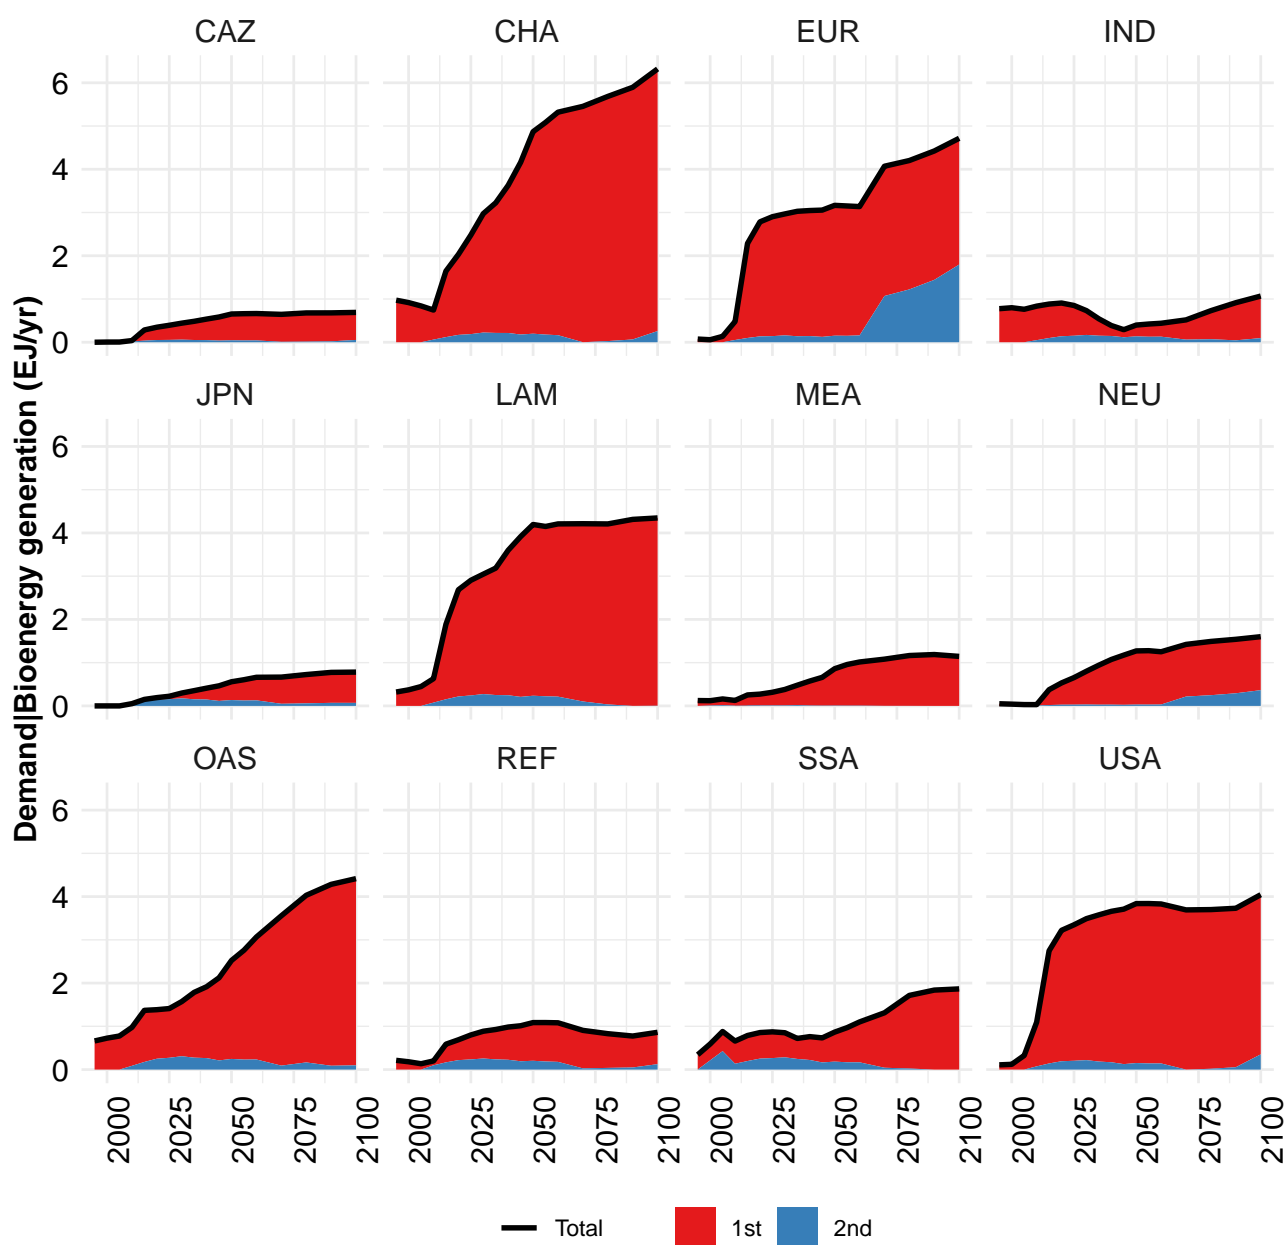 CAZ CHA EUR IND
6
4
2
0
JPN LAM MEA NEU
6
4
2
0
OAS REF SSA USA
6
4
2
0
2000 2025 2050 2075 2100 2000 2025 2050 2075 2100 2000 2025 2050 2075 2100 2000 2025 2050 2075 2100
Demand|Bioenergy generation (EJ/yr)
Total 1st 2nd